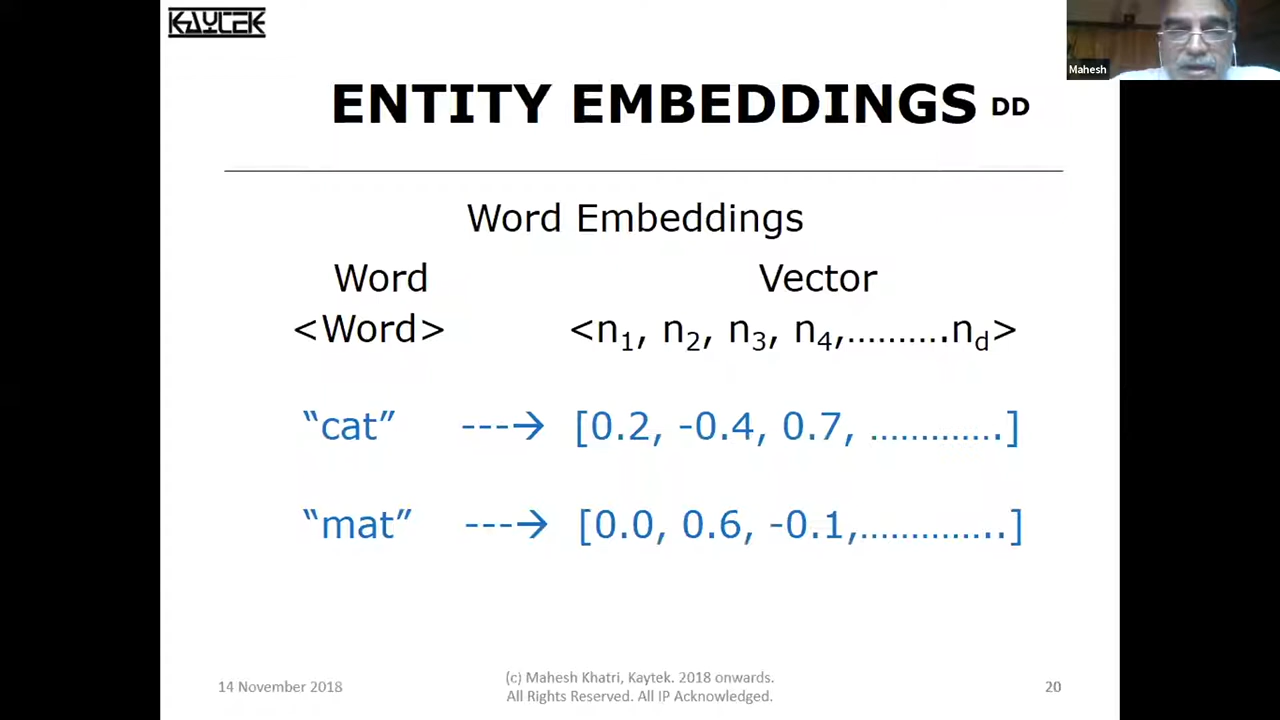 KAYTEK
Mahesh
ENTITY EMBEDDINGS DD
Word Embeddings
Word Vector
<Word> <n1, n2, n3, n4,……….nd>
“cat” ---→ [0.2, -0.4, 0.7, ………….]
“mat” ---→ [0.0, 0.6, -0.1,…………..]
14 November 2018
(c) Mahesh Khatri, Kaytek. 2018 onwards.
All Rights Reserved. All IP Acknowledged.
20